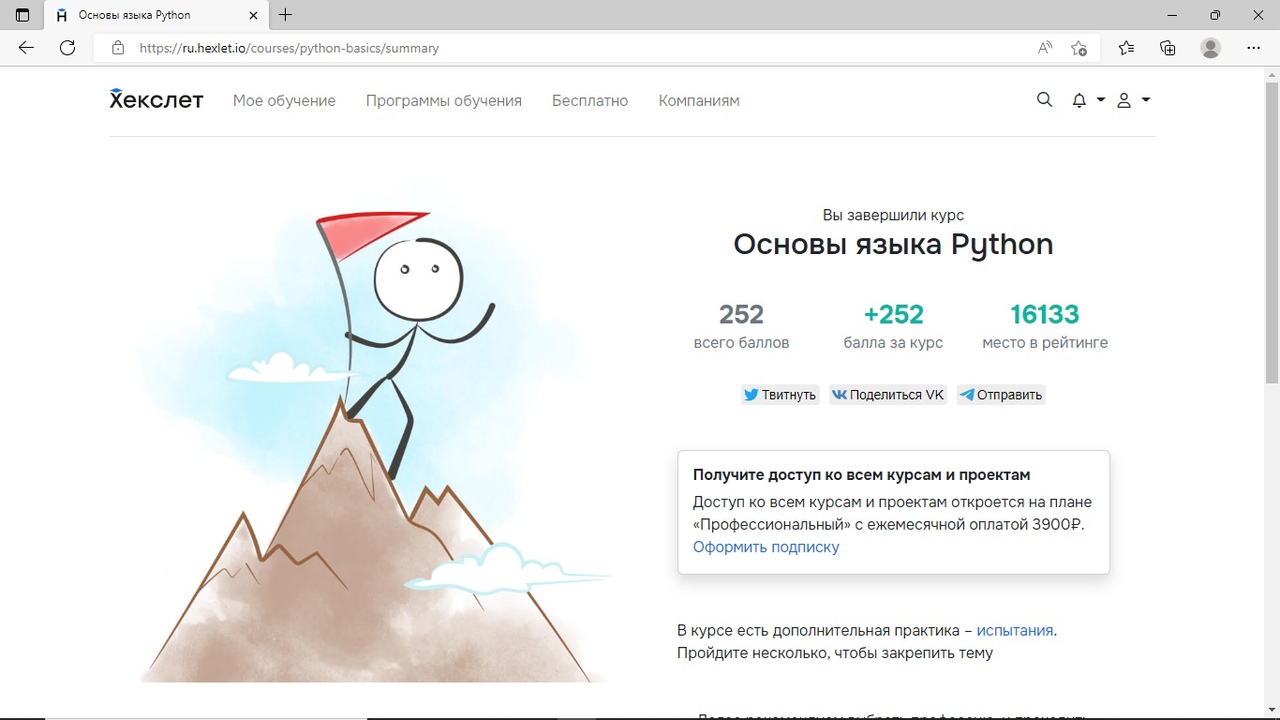 Основы языка Python
https://ru.hexlet.io/courses/python-basics/summary
Хекслет Мое обучение Программы обучения Бесплатно Компаниям
Вы завершили курс
Основы языка Python
252 +252 16133
всего баллов балла за курс место в рейтинге
Твитнуть Поделиться VK Отправить
Получите доступ ко всем курсам и проектам
Доступ ко всем курсам и проектам откроется на плане
«Профессиональный» с ежемесячной оплатой 3900₽.
Оформить подписку
В курсе есть дополнительная практика – испытания.
Пройдите несколько, чтобы закрепить тему